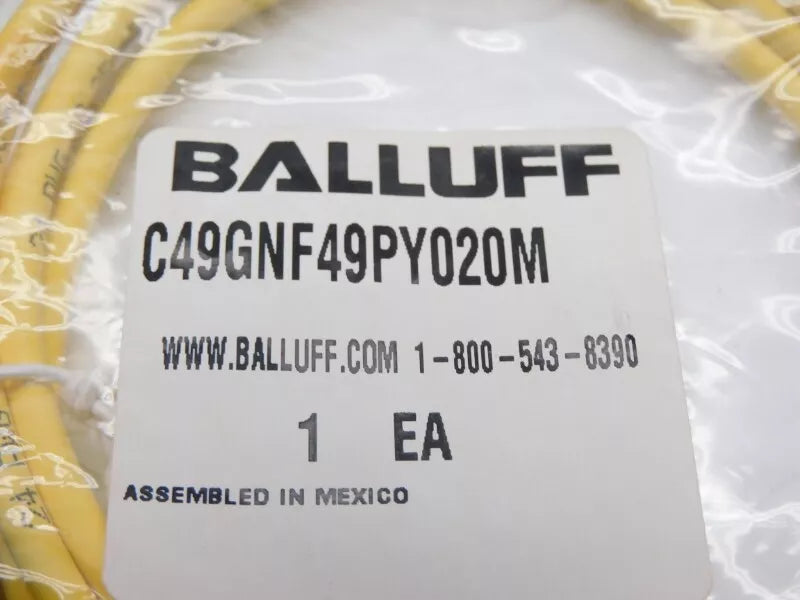 BALLUFF
C49GNF49PY020M
WWW.BALLUFF.COM 1-800-543-8390
1 EA
ASSEMBLED IN MEXICO